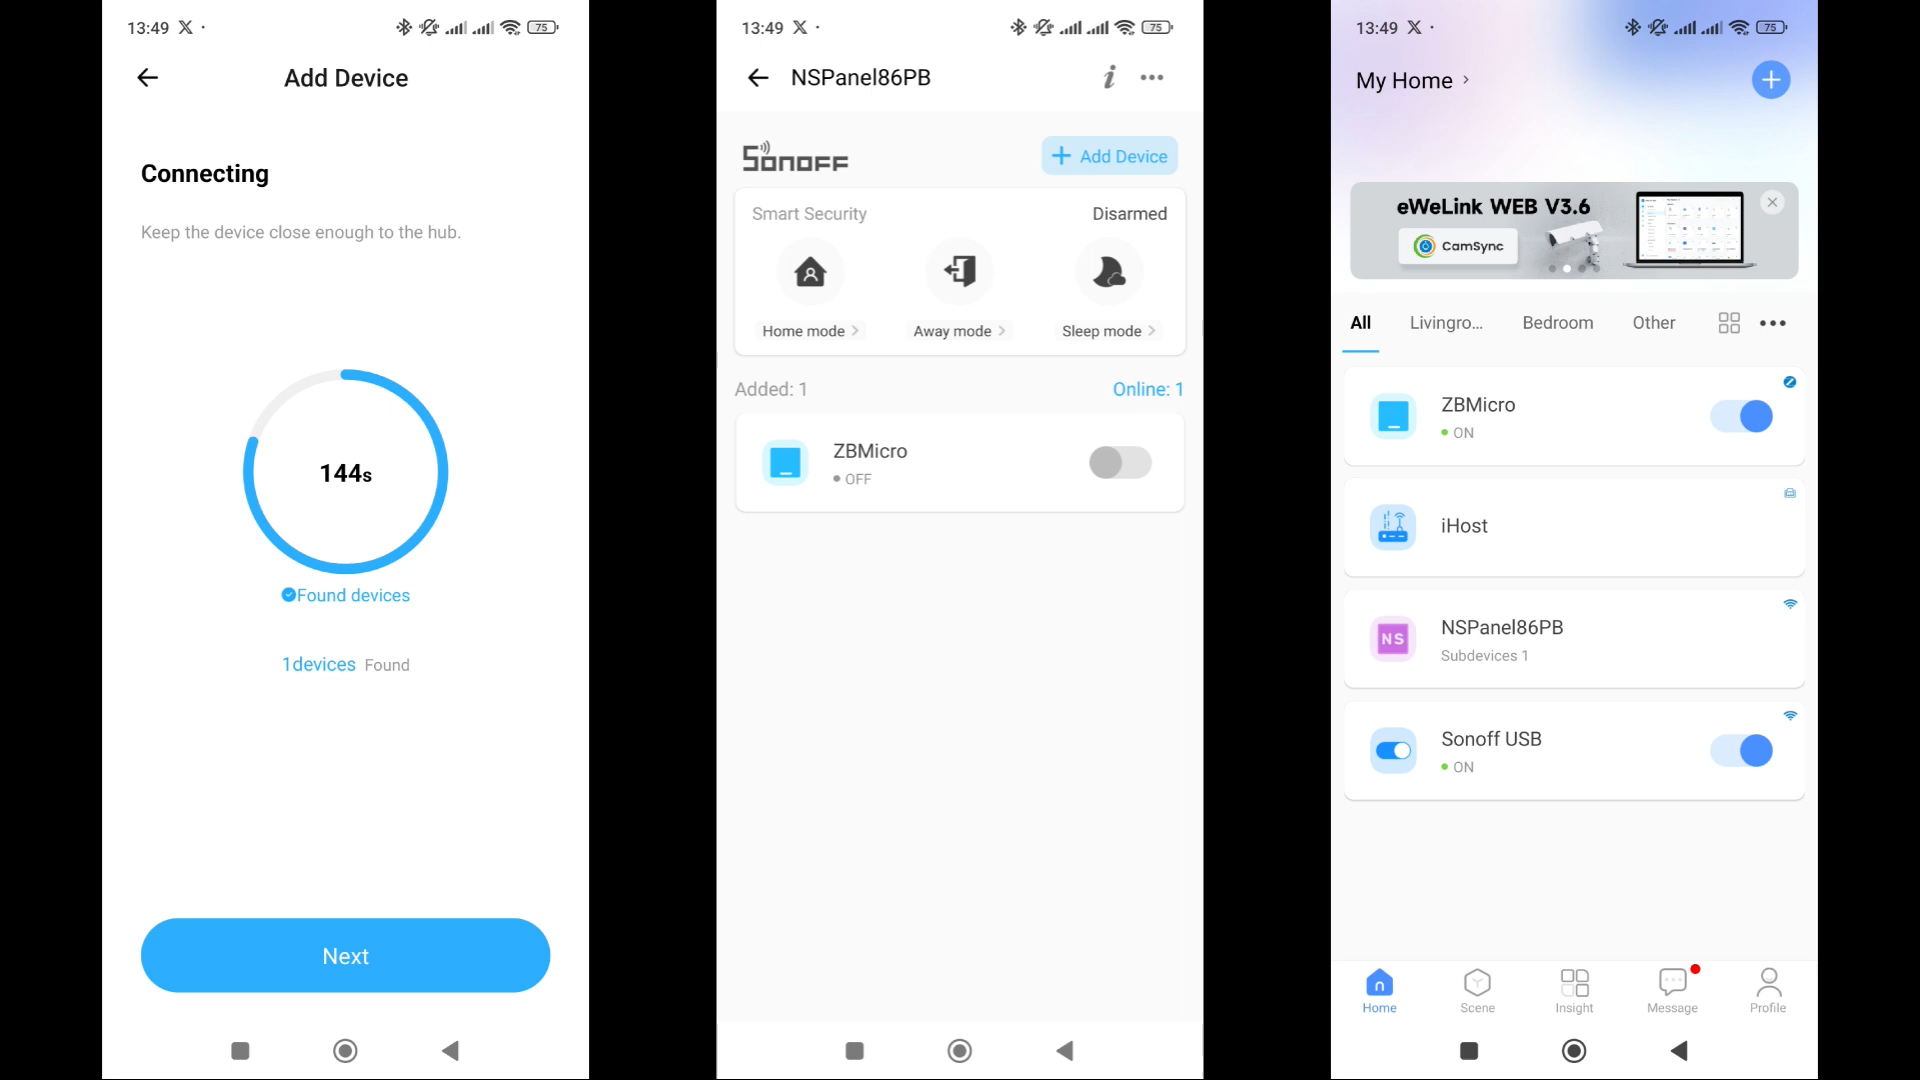 13:49
75
Add Device
Connecting
Keep the device close enough to the hub.
144s
Found devices
1devices Found
Next
13:49
75
NSPanel86PB
SONOFF
+ Add Device
Smart Security
Disarmed
Home mode >
Away mode >
Sleep mode >
Added: 1
Online: 1
ZBMicro
OFF
13:49
75
My Home >
eWeLink WEB V3.6
CamSync
All
Livingro...
Bedroom
Other
ZBMicro
ON
iHost
NS
NSPanel86PB
Subdevices 1
Sonoff USB
ON
Home
Scene
Insight
Message
Profile